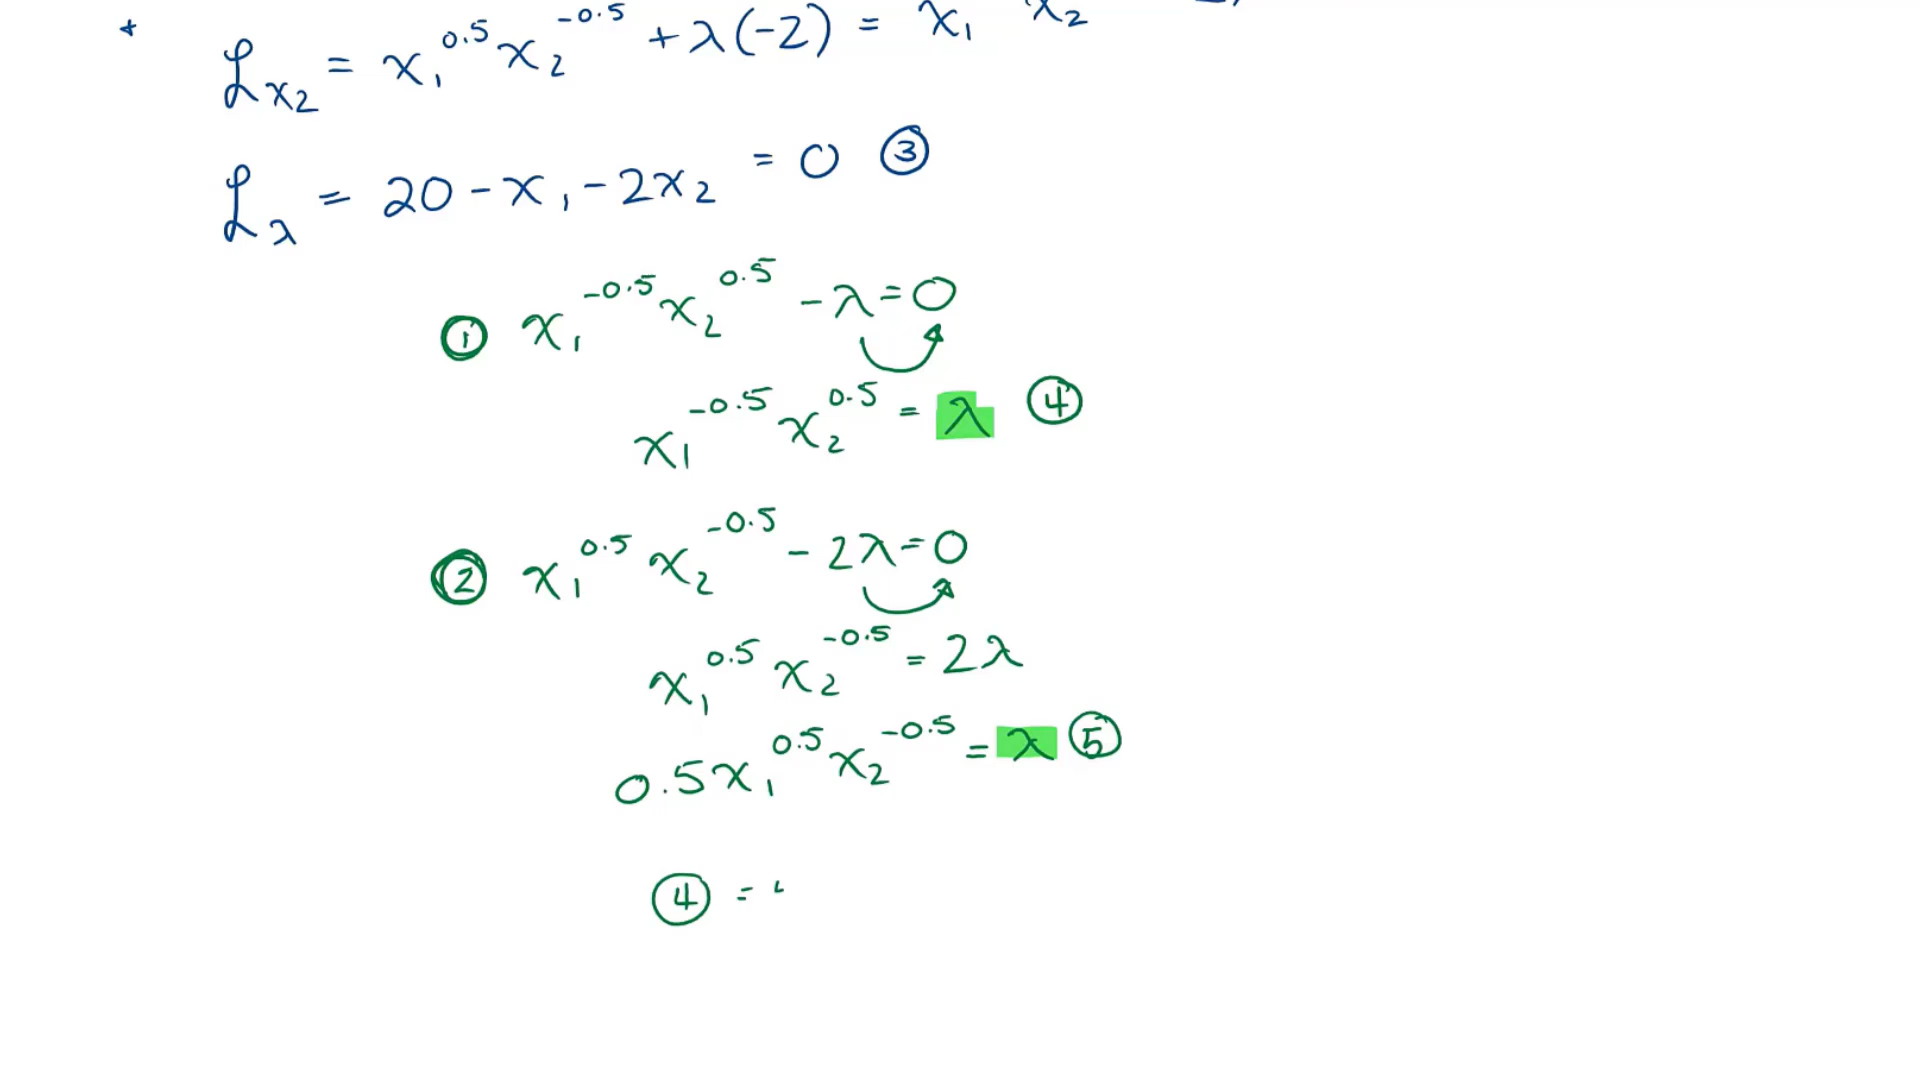 ℒx₂ = x₁^0.5 x₂^-0.5 + λ(-2) = x₁ x₂
ℒλ = 20 - x₁ - 2x₂ = 0 ③
① x₁^-0.5 x₂^0.5 - λ = 0
x₁^-0.5 x₂^0.5 = λ ④
② x₁^0.5 x₂^-0.5 - 2λ = 0
x₁^0.5 x₂^-0.5 = 2λ
0.5x₁^0.5 x₂^-0.5 = λ ⑤
④ =